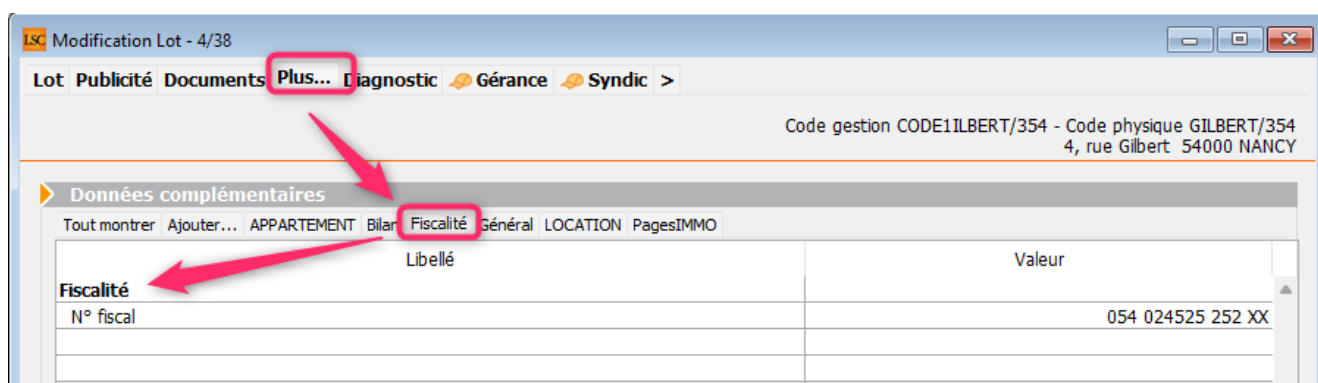 LSC Modification Lot - 4/38
Lot Publicité Documents Plus... Diagnostic Gérance Syndic >
Code gestion CODE1ILBERT/354 - Code physique GILBERT/354
4, rue Gilbert 54000 NANCY
Données complémentaires
Tout montrer Ajouter... APPARTEMENT Bilan Fiscalité Général LOCATION PagesIMMO
Libellé Valeur
Fiscalité
N° fiscal 054 024525 252 XX